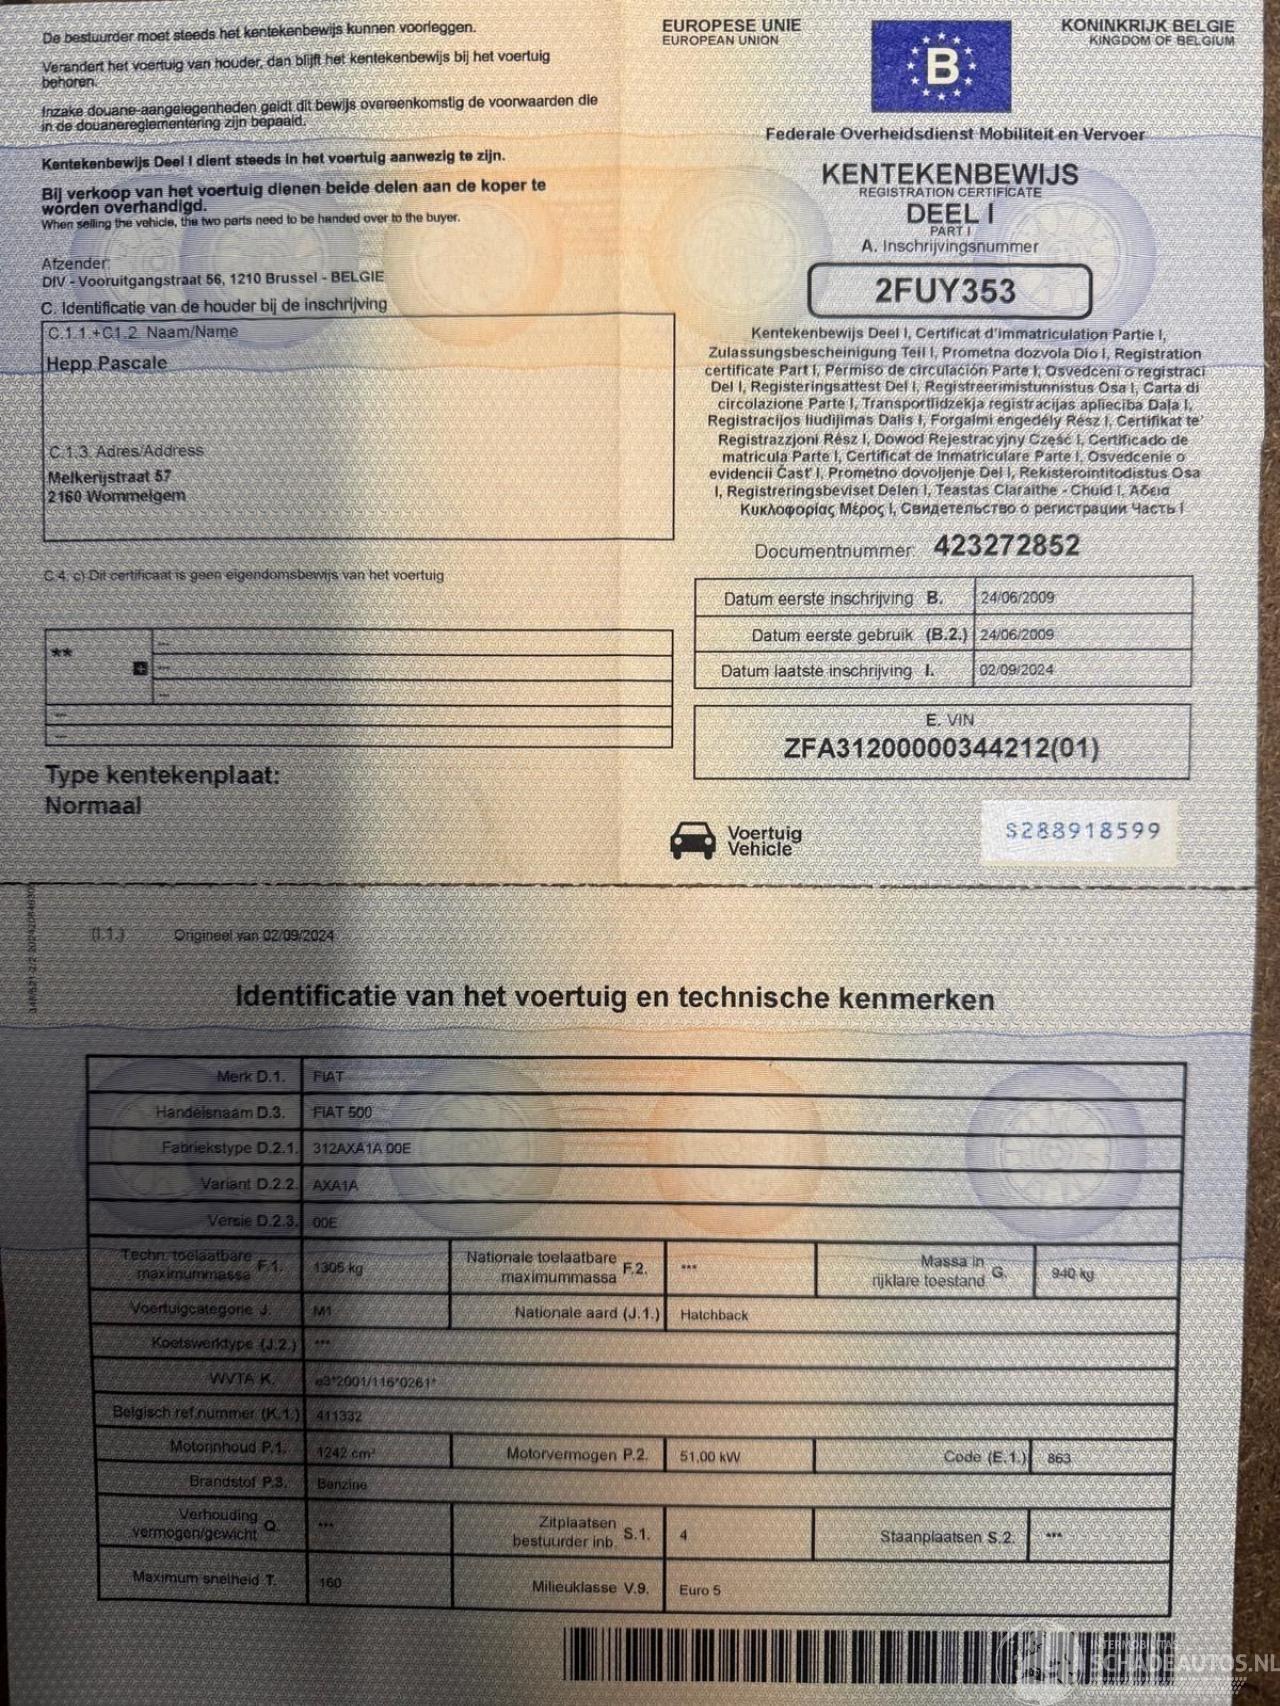 De bestuurder moet steeds het kentekenbewijs kunnen voorleggen.
Verandert het voertuig van houder, dan blijft het kentekenbewijs bij het voertuig
behoren.
Inzake douane-aangelegenheden geldt dit bewijs overeenkomstig de voorwaarden die
in de douanereglementering zijn bepaald.
Kentekenbewijs Deel I dient steeds in het voertuig aanwezig te zijn.
Bij verkoop van het voertuig dienen beide delen aan de koper te
worden overhandigd.
When selling the vehicle, the two parts need to be handed over to the buyer.
Afzender:
DIV - Vooruitgangstraat 56, 1210 Brussel - BELGIE
C. Identificatie van de houder bij de inschrijving
C.1.1.+C1.2. Naam/Name
Hepp Pascale
C.1.3. Adres/Address
Melkerijstraat 57
2160 Wommelgem
C.4. c) Dit certificaat is geen eigendomsbewijs van het voertuig
**
---
---
---
---
---
Type kentekenplaat:
Normaal
EUROPESE UNIE
EUROPEAN UNION
B
KONINKRIJK BELGIE
KINGDOM OF BELGIUM
Federale Overheidsdienst Mobiliteit en Vervoer
KENTEKENBEWIJS
REGISTRATION CERTIFICATE
DEEL I
PART I
A. Inschrijvingsnummer
2FUY353
Kentekenbewijs Deel I, Certificat d'immatriculation Partie I,
Zulassungsbescheinigung Teil I, Prometna dozvola Dio I, Registration
certificate Part I, Permiso de circulación Parte I, Osvedceni o registraci
Del I, Registeringsattest Del I, Registreerimistunnistus Osa I, Carta di
circolazione Parte I, Transportlidzekja registracijas aplieciba Daļa I,
Registracijos liudijimas Dalis I, Forgalmi engedély Rész I, Certifikat te'
Registrazzjoni Rész I, Dowod Rejestracyjny Część I, Certificado de
matricula Parte I, Certificat de Inmatriculare Parte I, Osvedcenie o
evidencii Časť I, Prometno dovoljenje Del I, Rekisterointitodistus Osa
I, Registreringsbeviset Delen I, Teastas Claraithe - Chuid I, Άδεια
Κυκλοφορίας Μέρος I, Свидетельство о регистрации Часть I
Documentnummer: 423272852
Datum eerste inschrijving B. 24/06/2009
Datum eerste gebruik (B.2.) 24/06/2009
Datum laatste inschrijving I. 02/09/2024
E. VIN
ZFA31200000344212(01)
Voertuig
Vehicle
S288918599
(I.1.) Origineel van 02/09/2024
Identificatie van het voertuig en technische kenmerken
Merk D.1. FIAT
Handelsnaam D.3. FIAT 500
Fabriekstype D.2.1. 312AXA1A 00E
Variant D.2.2. AXA1A
Versie D.2.3. 00E
Techn. toelaatbare maximummassa F.1. 1305 kg Nationale toelaatbare maximummassa F.2. *** Massa in rijklare toestand G. 940 kg
Voertuigcategorie J. M1 Nationale aard (J.1.) Hatchback
Koetswerktype (J.2.) ***
WVTA K. e3*2001/116*0261*
Belgisch ref.nummer (K.1.) 411332
Motorinhoud P.1. 1242 cm³ Motorvermogen P.2. 51,00 kW Code (E.1.) 863
Brandstof P.3. Benzine
Verhouding vermogen/gewicht Q. *** Zitplaatsen bestuurder inb. S.1. 4 Staanplaatsen S.2. ***
Maximum snelheid T. 160 Milieuklasse V.9. Euro 5
INTERMOBILITAS
SCHADEAUTOS.NL